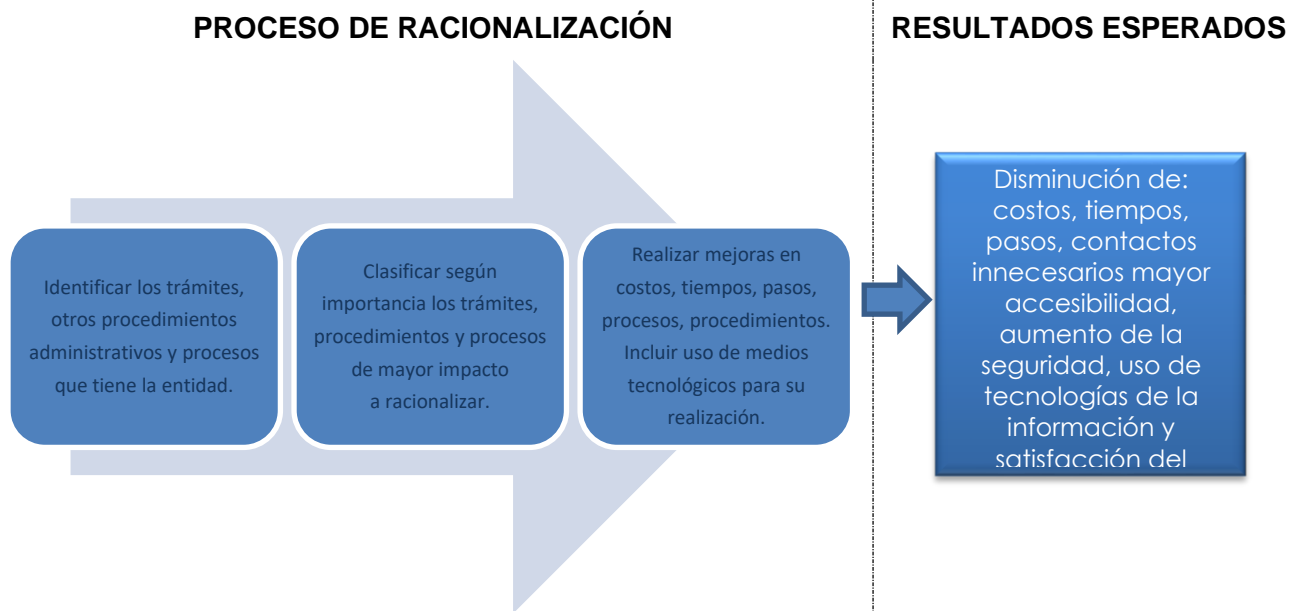 PROCESO DE RACIONALIZACIÓN
RESULTADOS ESPERADOS
Identificar los trámites,
otros procedimientos
administrativos y procesos
que tiene la entidad.
Clasificar según
importancia los trámites,
procedimientos y procesos
de mayor impacto
a racionalizar.
Realizar mejoras en
costos, tiempos, pasos,
procesos, procedimientos.
Incluir uso de medios
tecnológicos para su
realización.
Disminución de:
costos, tiempos,
pasos, contactos
innecesarios mayor
accesibilidad,
aumento de la
seguridad, uso de
tecnologías de la
información y
satisfacción del